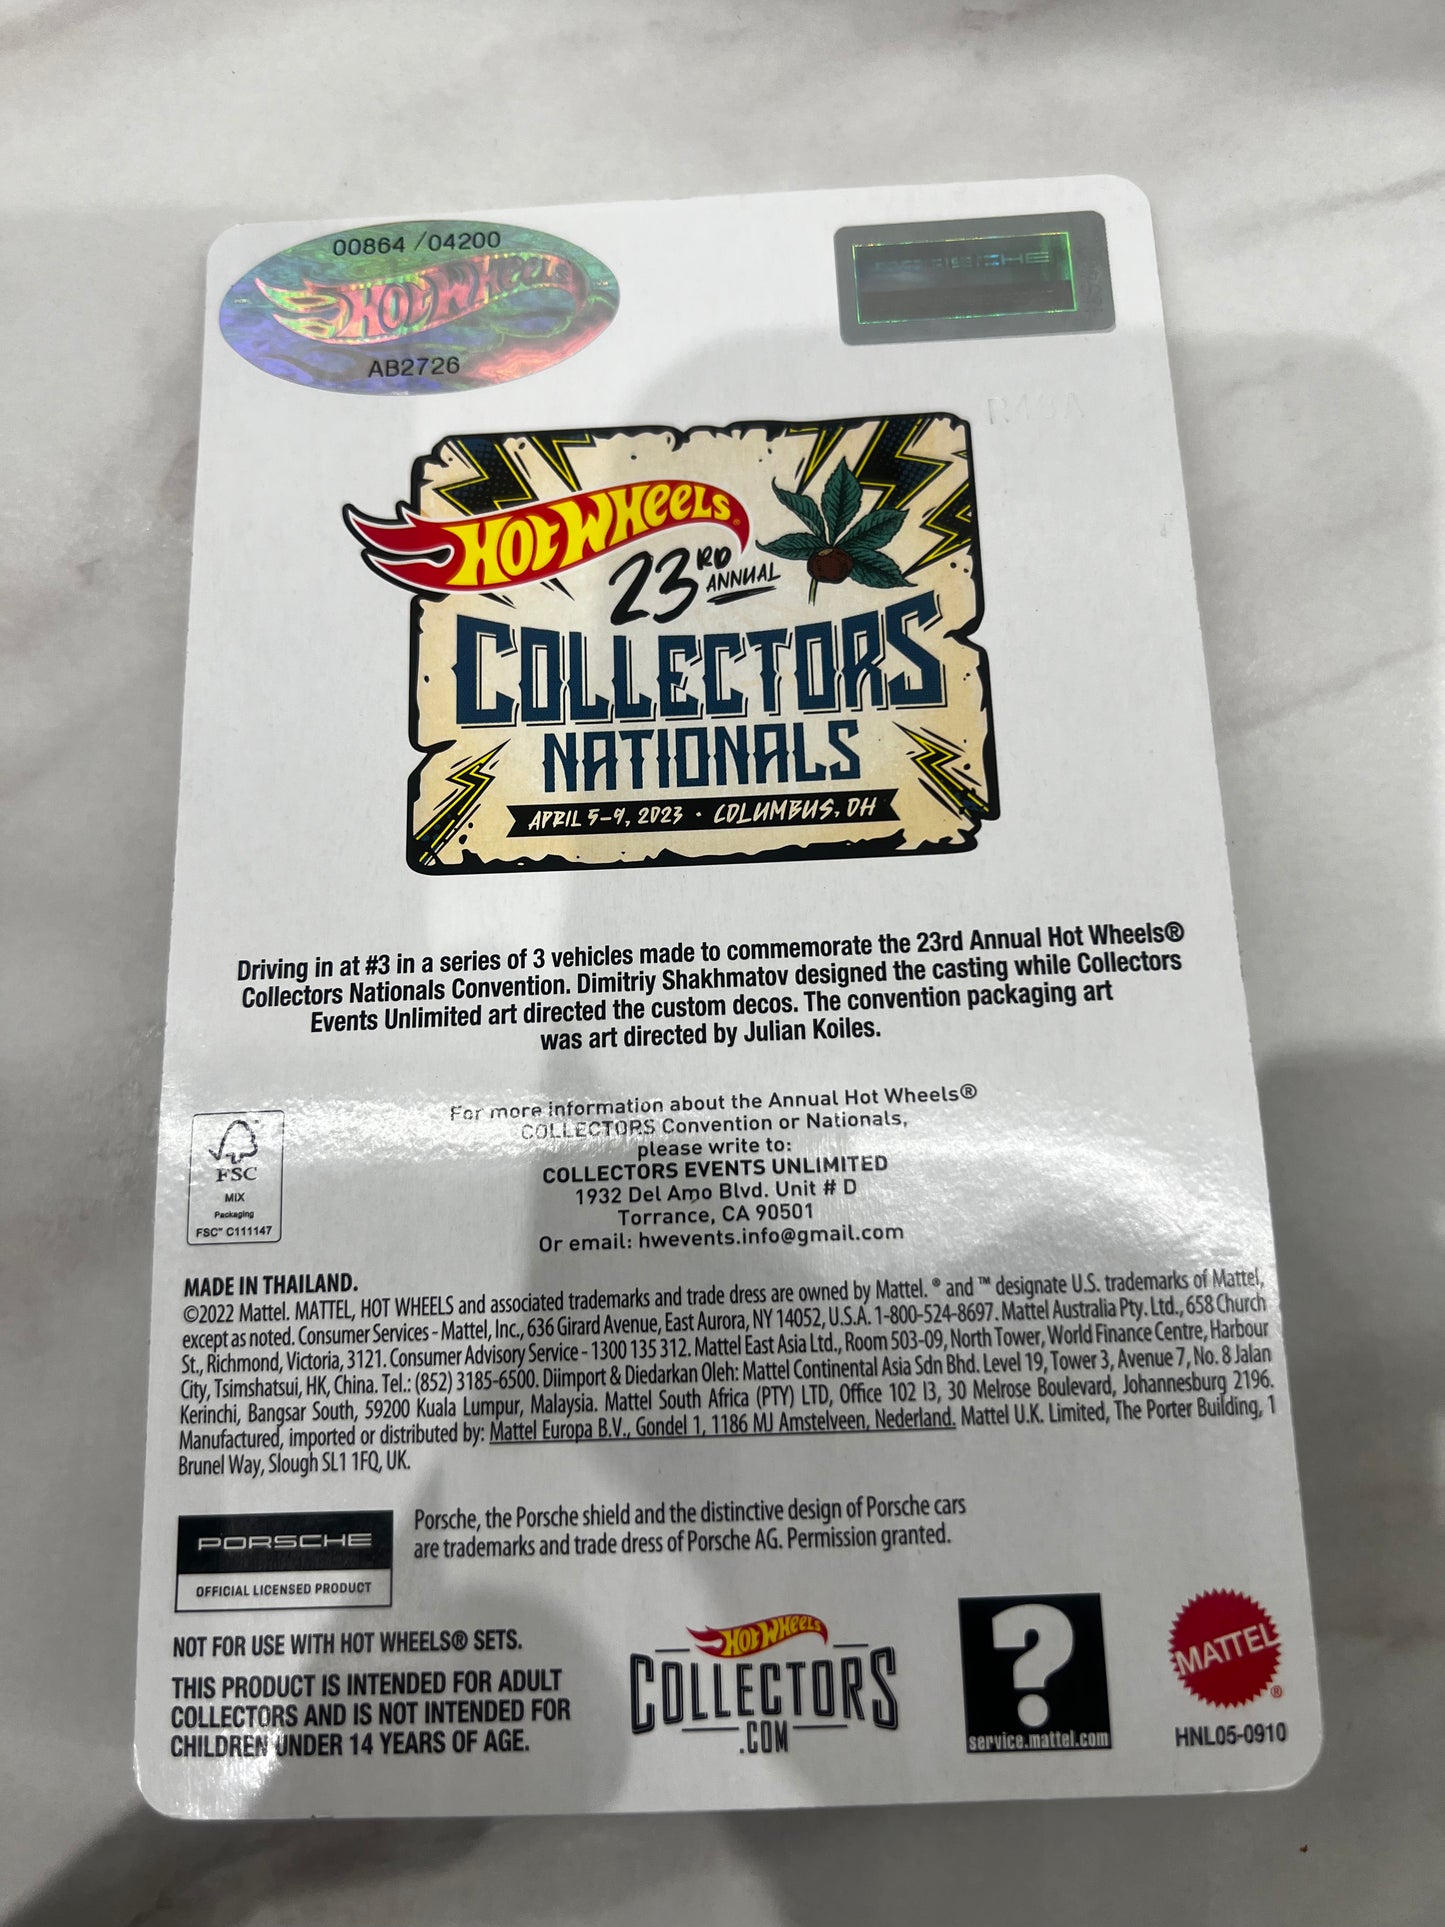 00864 /04200
HOT WHEELS
AB2726
PORSCHE
R48A
HOT WHEELS
23RD ANNUAL
COLLECTORS
NATIONALS
APRIL 5-9, 2023 · COLUMBUS, OH
Driving in at #3 in a series of 3 vehicles made to commemorate the 23rd Annual Hot Wheels®
Collectors Nationals Convention. Dimitriy Shakhmatov designed the casting while Collectors
Events Unlimited art directed the custom decos. The convention packaging art
was art directed by Julian Koiles.
For more information about the Annual Hot Wheels®
COLLECTORS Convention or Nationals,
please write to:
COLLECTORS EVENTS UNLIMITED
1932 Del Amo Blvd. Unit # D
Torrance, CA 90501
Or email: hwevents.info@gmail.com
FSC
MIX
Packaging
FSC™ C111147
MADE IN THAILAND.
©2022 Mattel. MATTEL, HOT WHEELS and associated trademarks and trade dress are owned by Mattel. ® and ™ designate U.S. trademarks of Mattel,
except as noted. Consumer Services - Mattel, Inc., 636 Girard Avenue, East Aurora, NY 14052, U.S.A. 1-800-524-8697. Mattel Australia Pty. Ltd., 658 Church
St., Richmond, Victoria, 3121. Consumer Advisory Service - 1300 135 312. Mattel East Asia Ltd., Room 503-09, North Tower, World Finance Centre, Harbour
City, Tsimshatsui, HK, China. Tel.: (852) 3185-6500. Diimport & Diedarkan Oleh: Mattel Continental Asia Sdn Bhd. Level 19, Tower 3, Avenue 7, No. 8 Jalan
Kerinchi, Bangsar South, 59200 Kuala Lumpur, Malaysia. Mattel South Africa (PTY) LTD, Office 102 I3, 30 Melrose Boulevard, Johannesburg 2196.
Manufactured, imported or distributed by: Mattel Europa B.V., Gondel 1, 1186 MJ Amstelveen, Nederland. Mattel U.K. Limited, The Porter Building, 1
Brunel Way, Slough SL1 1FQ, UK.
PORSCHE
OFFICIAL LICENSED PRODUCT
Porsche, the Porsche shield and the distinctive design of Porsche cars
are trademarks and trade dress of Porsche AG. Permission granted.
NOT FOR USE WITH HOT WHEELS® SETS.
THIS PRODUCT IS INTENDED FOR ADULT
COLLECTORS AND IS NOT INTENDED FOR
CHILDREN UNDER 14 YEARS OF AGE.
HOT WHEELS
COLLECTORS
.COM
?
service.mattel.com
MATTEL®
HNL05-0910